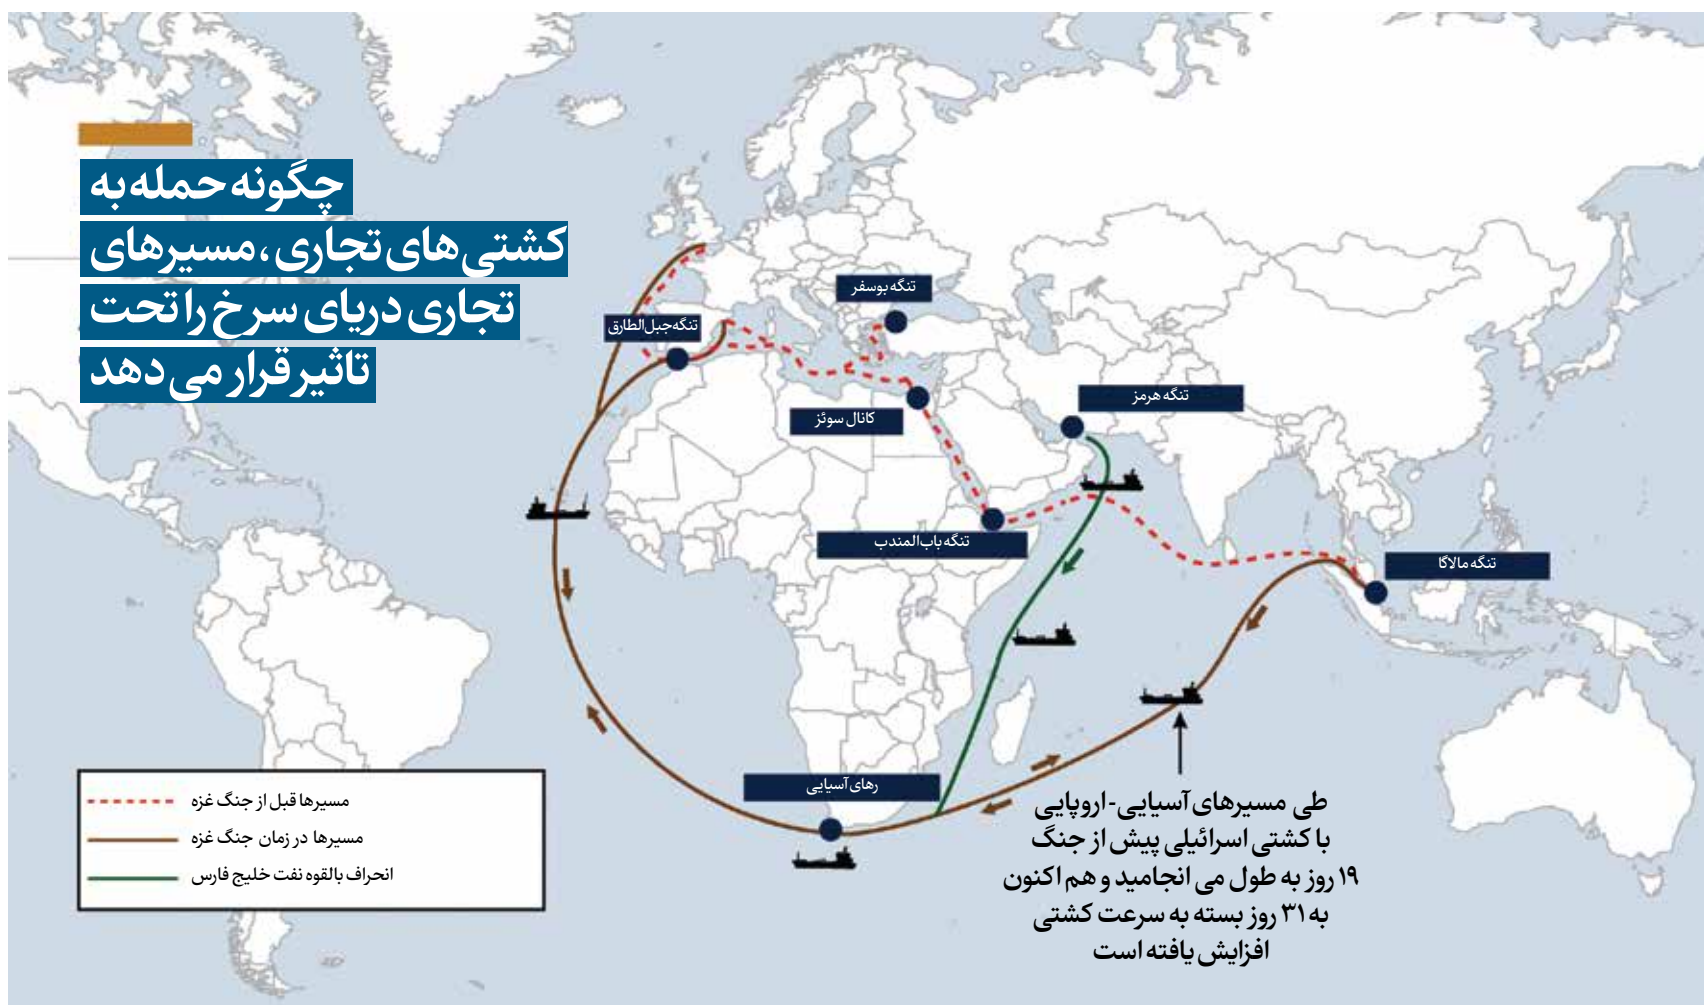 چگونه حمله به
کشتی‌های تجاری، مسیرهای
تجاری دریای سرخ را تحت
تاثیر قرار می‌دهد
تنگه بوسفر
تنگه جبل‌الطارق
تنگه هرمز
کانال سوئز
تنگه باب‌المندب
تنگه مالاگا
رهای آسیایی
مسیرها قبل از جنگ غزه
مسیرها در زمان جنگ غزه
انحراف بالقوه نفت خلیج فارس
طی مسیرهای آسیایی-اروپایی
با کشتی اسرائیلی پیش از جنگ
۱۹ روز به طول می انجامید و هم اکنون
به ۳۱ روز بسته به سرعت کشتی
افزایش یافته است